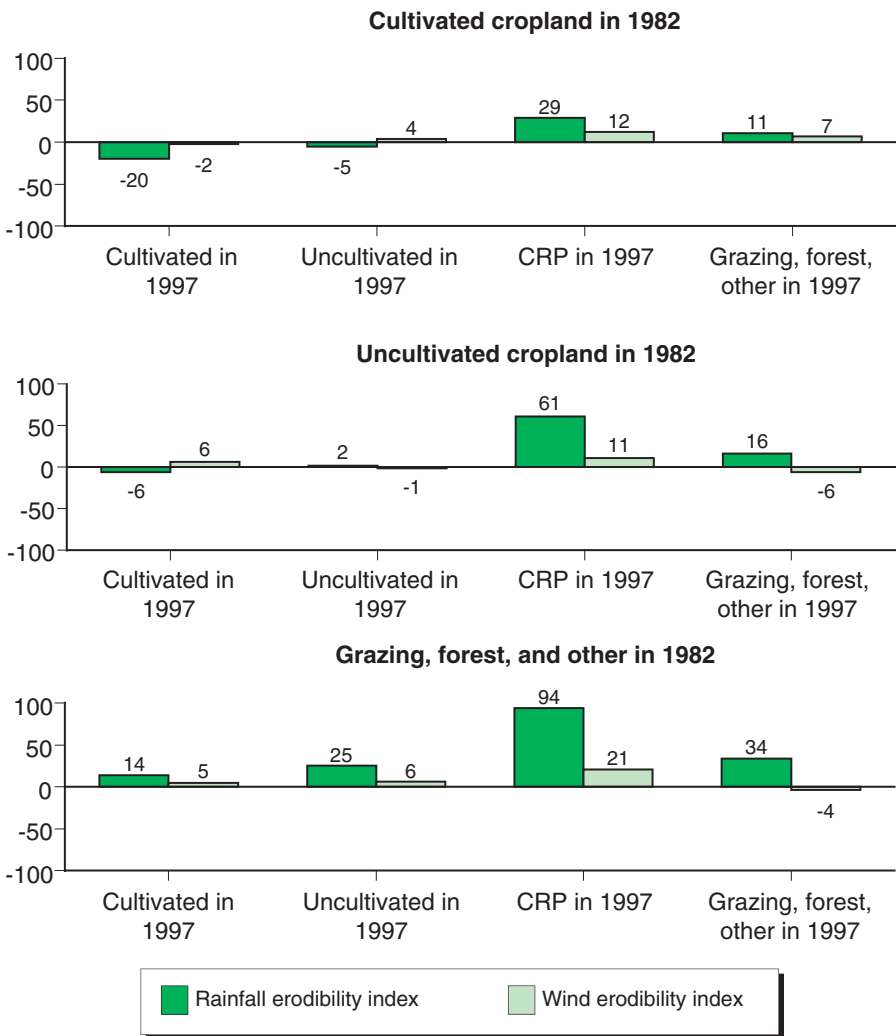 Cultivated cropland in 1982
100
50
0
-50
-100
-20
-2
-5
4
29
12
11
7
Cultivated in
1997
Uncultivated in
1997
CRP in 1997
Grazing, forest,
other in 1997
Uncultivated cropland in 1982
100
50
0
-50
-100
-6
6
2
-1
61
11
16
-6
Cultivated in
1997
Uncultivated in
1997
CRP in 1997
Grazing, forest,
other in 1997
Grazing, forest, and other in 1982
100
50
0
-50
-100
14
5
25
6
94
21
34
-4
Cultivated in
1997
Uncultivated in
1997
CRP in 1997
Grazing, forest,
other in 1997
Rainfall erodibility index
Wind erodibility index